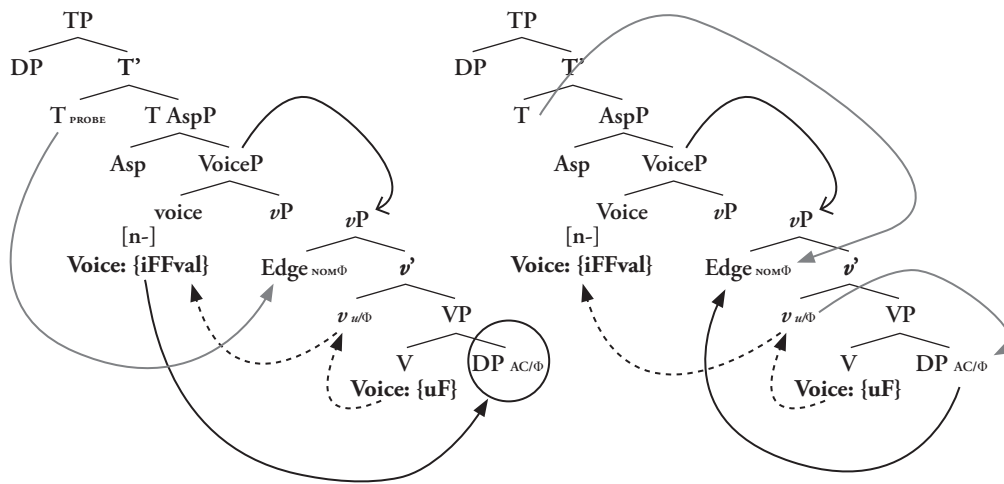 TP
DP T’
T PROBE T AspP
Asp VoiceP
voice vP
[n-]
Voice: {iFFval}
vP
Edge NOMΦ v’
v u/Φ VP
V DP AC/Φ
Voice: {uF}
TP
DP T’
T AspP
Asp VoiceP
Voice vP
[n-]
Voice: {iFFval}
vP
Edge NOMΦ v’
v u/Φ VP
V DP AC/Φ
Voice: {uF}